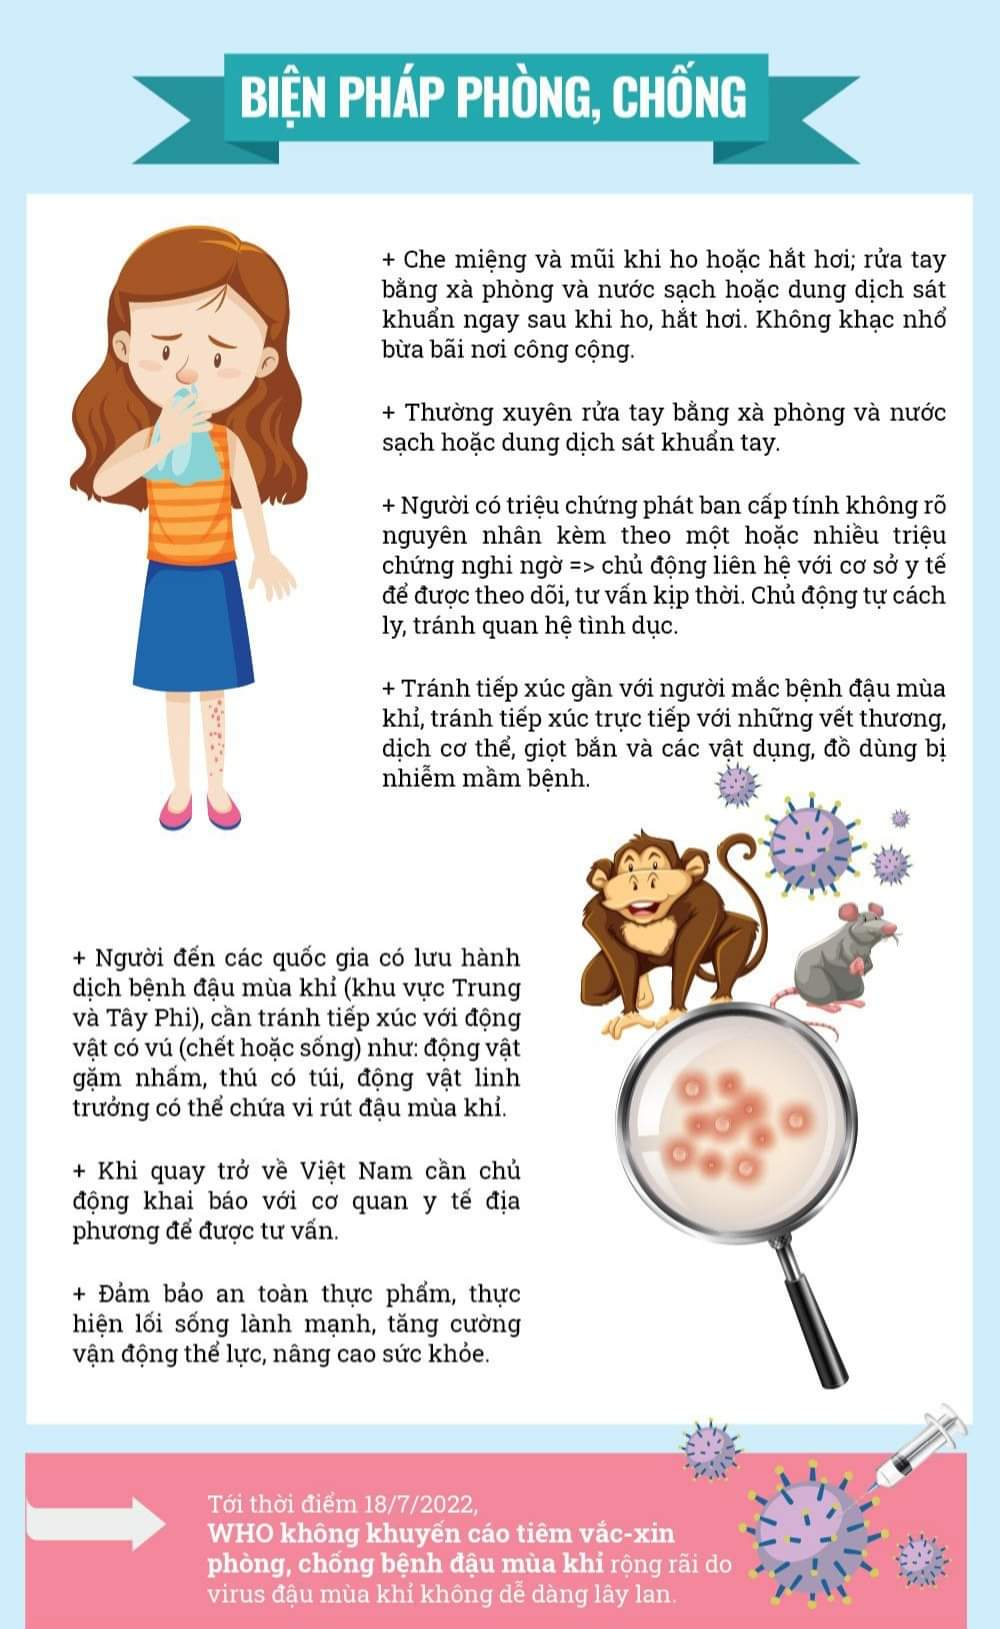 BIỆN PHÁP PHÒNG, CHỐNG
+ Che miệng và mũi khi ho hoặc hắt hơi; rửa tay
bằng xà phòng và nước sạch hoặc dung dịch sát
khuẩn ngay sau khi ho, hắt hơi. Không khạc nhổ
bừa bãi nơi công cộng.
+ Thường xuyên rửa tay bằng xà phòng và nước
sạch hoặc dung dịch sát khuẩn tay.
+ Người có triệu chứng phát ban cấp tính không rõ
nguyên nhân kèm theo một hoặc nhiều triệu
chứng nghi ngờ => chủ động liên hệ với cơ sở y tế
để được theo dõi, tư vấn kịp thời. Chủ động tự cách
ly, tránh quan hệ tình dục.
+ Tránh tiếp xúc gần với người mắc bệnh đậu mùa
khỉ, tránh tiếp xúc trực tiếp với những vết thương,
dịch cơ thể, giọt bắn và các vật dụng, đồ dùng bị
nhiễm mầm bệnh.
+ Người đến các quốc gia có lưu hành
dịch bệnh đậu mùa khỉ (khu vực Trung
và Tây Phi), cần tránh tiếp xúc với động
vật có vú (chết hoặc sống) như: động vật
gặm nhấm, thú có túi, động vật linh
trưởng có thể chứa vi rút đậu mùa khỉ.
+ Khi quay trở về Việt Nam cần chủ
động khai báo với cơ quan y tế địa
phương để được tư vấn.
+ Đảm bảo an toàn thực phẩm, thực
hiện lối sống lành mạnh, tăng cường
vận động thể lực, nâng cao sức khỏe.
Tới thời điểm 18/7/2022,
WHO không khuyến cáo tiêm vắc-xin
phòng, chống bệnh đậu mùa khỉ rộng rãi do
virus đậu mùa khỉ không dễ dàng lây lan.